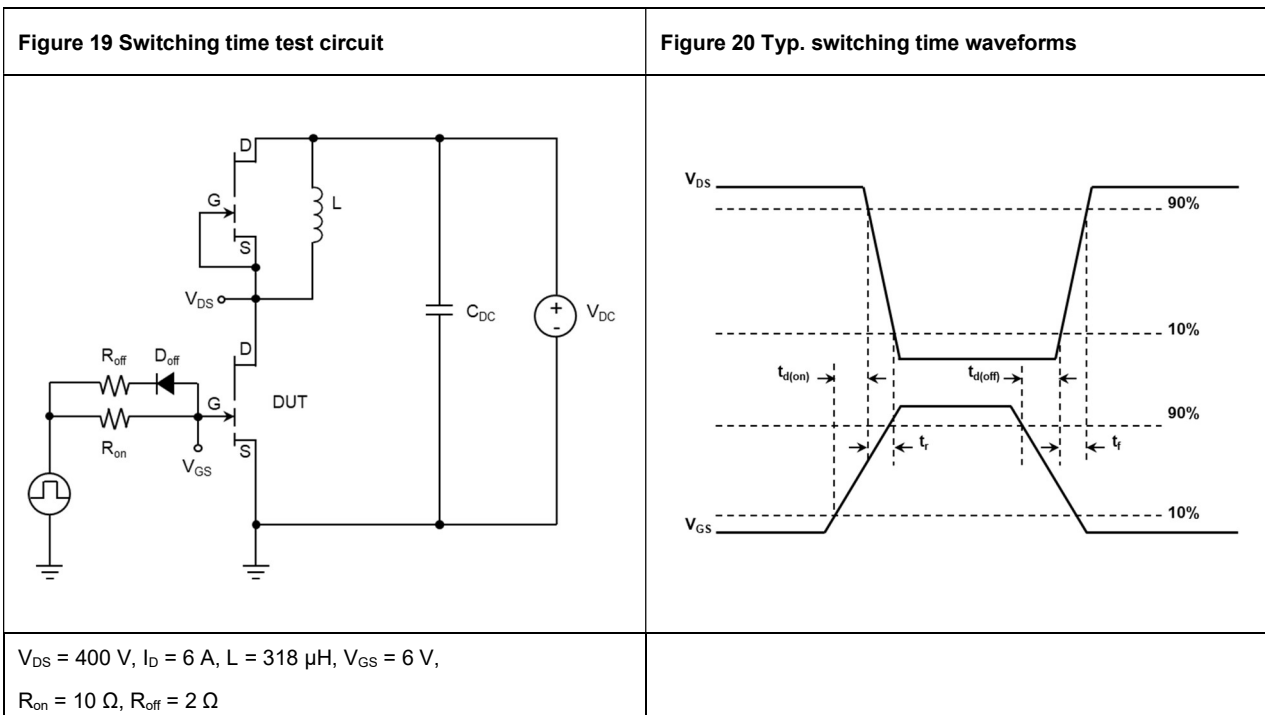 Figure 19 Switching time test circuit
Figure 20 Typ. switching time waveforms
D
G
S
L
VDS
CDC
+
-
VDC
Roff
Doff
D
G
DUT
Ron
S
VGS
VDS
90%
10%
td(on)
td(off)
90%
tr
tf
10%
VGS
VDS = 400 V, ID = 6 A, L = 318 μH, VGS = 6 V,
Ron = 10 Ω, Roff = 2 Ω